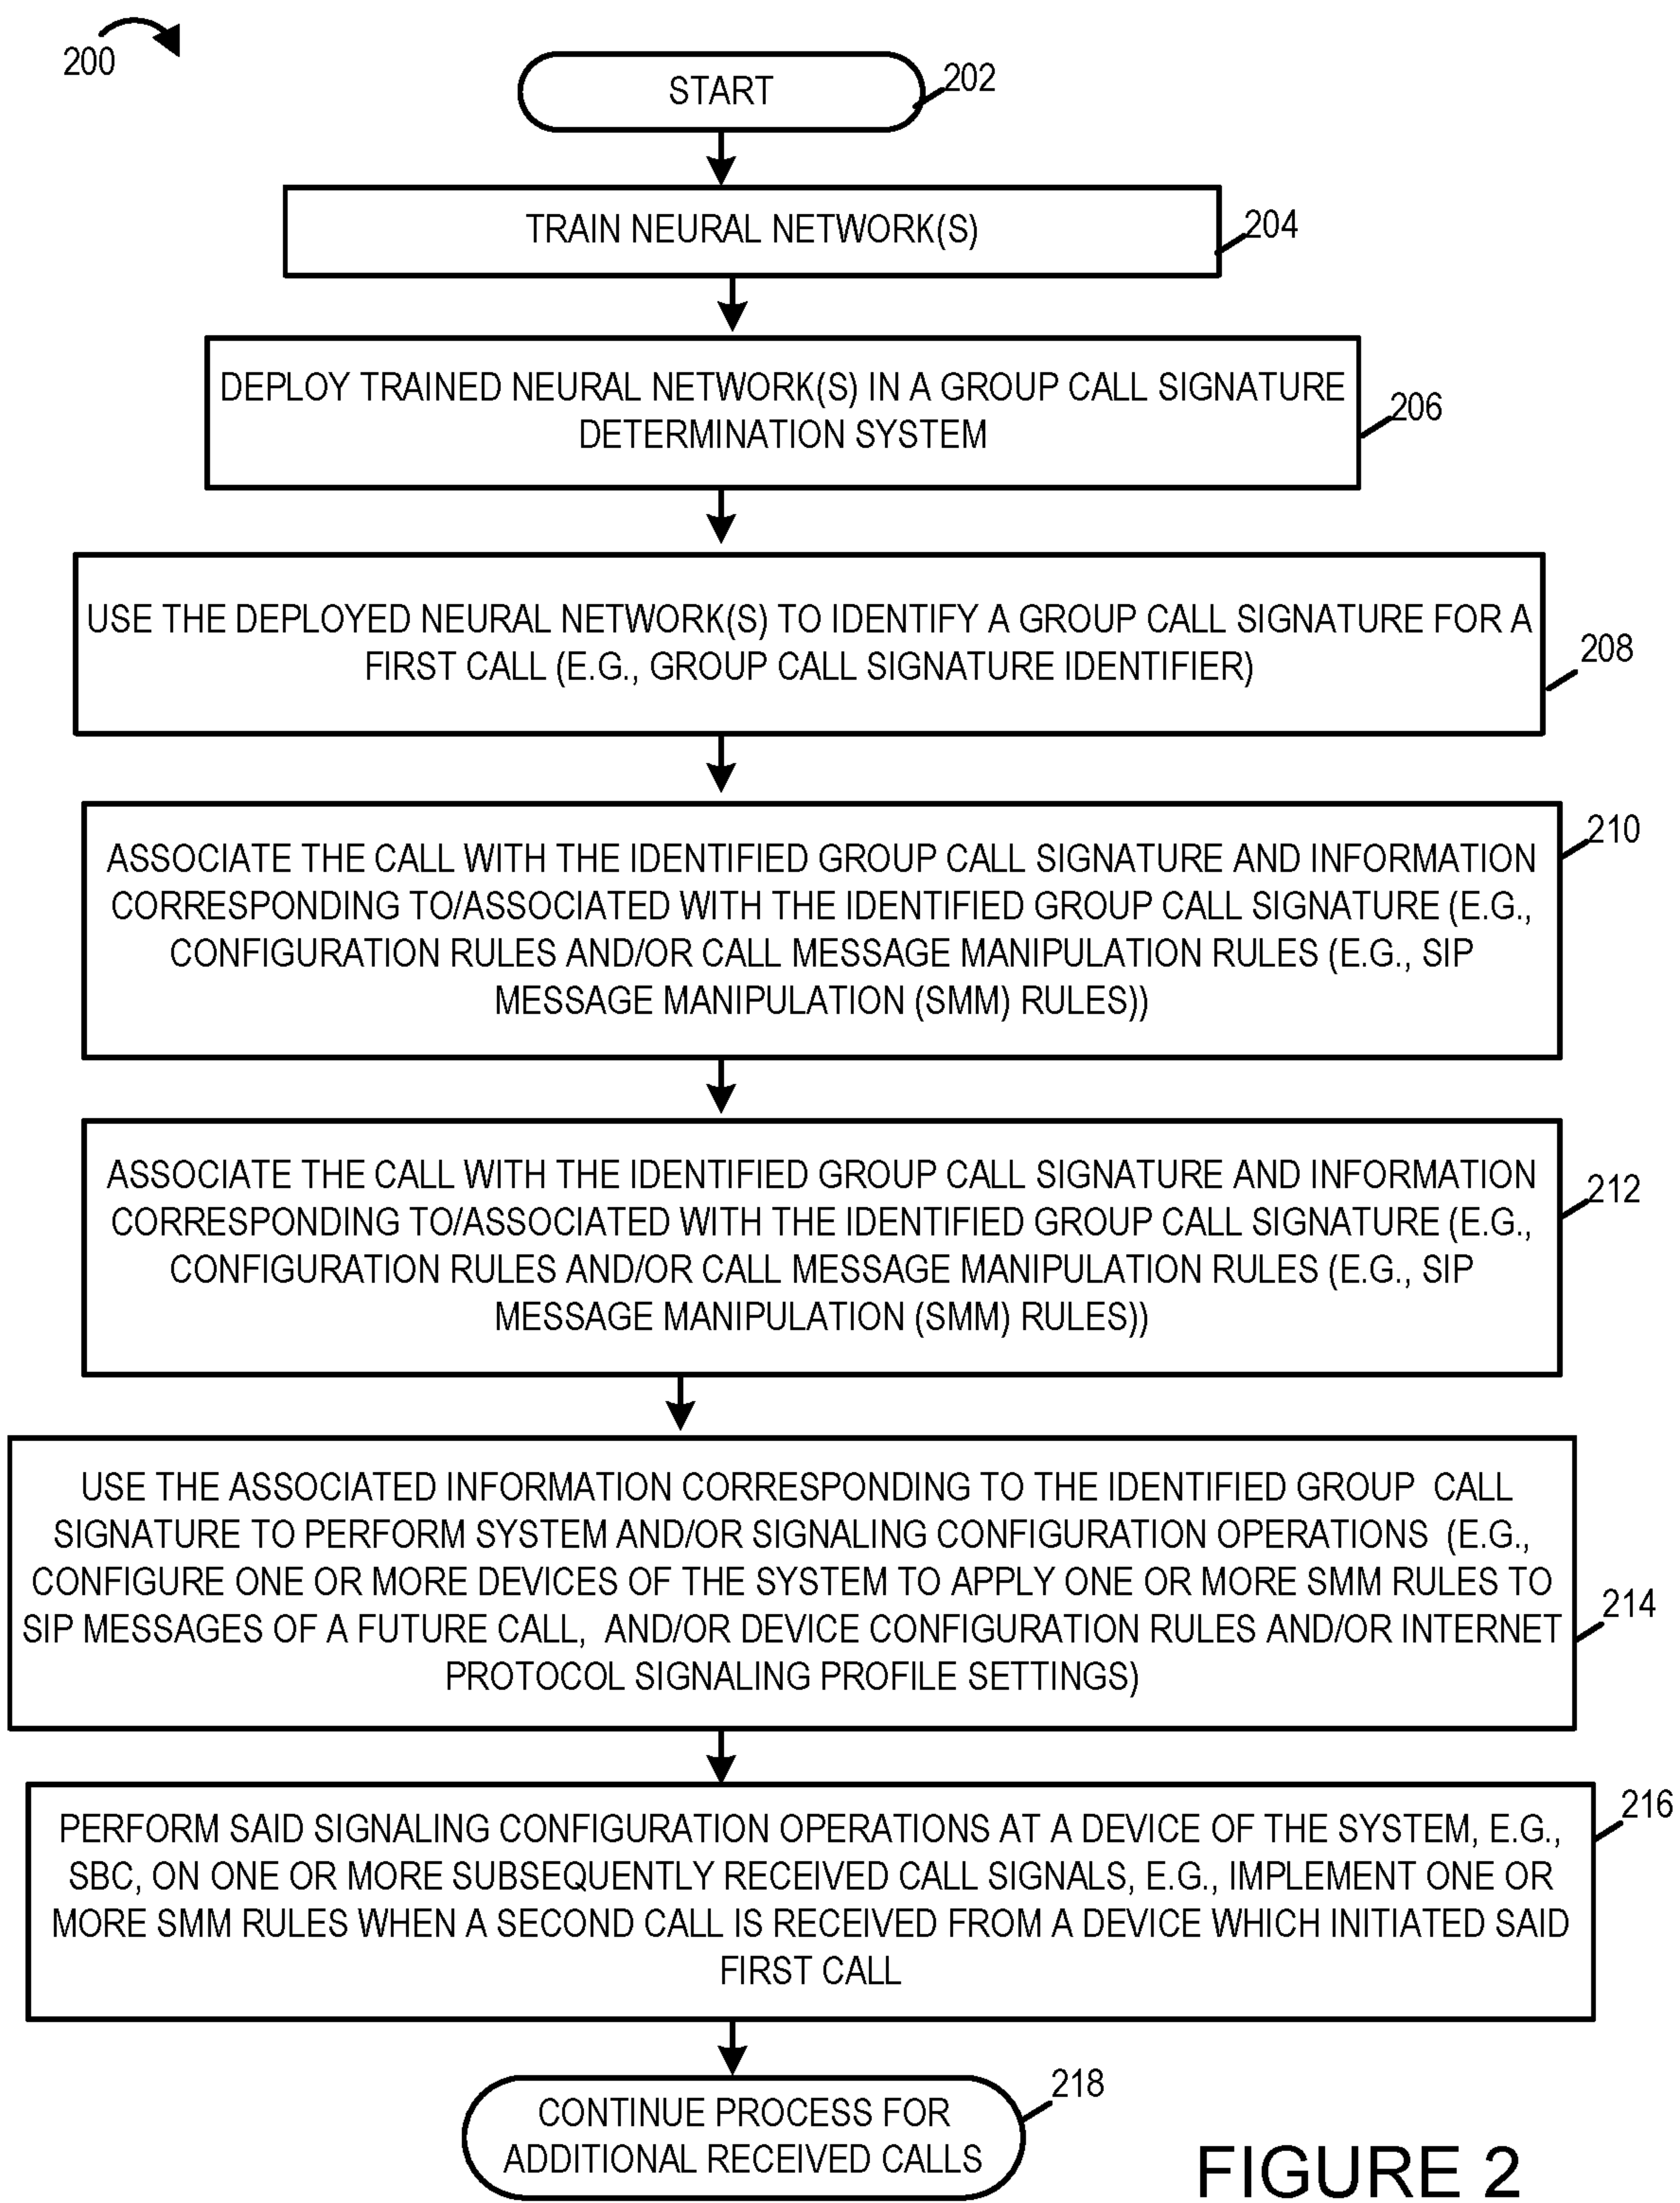 200
START
202
TRAIN NEURAL NETWORK(S)
204
DEPLOY TRAINED NEURAL NETWORK(S) IN A GROUP CALL SIGNATURE
DETERMINATION SYSTEM
206
USE THE DEPLOYED NEURAL NETWORK(S) TO IDENTIFY A GROUP CALL SIGNATURE FOR A
FIRST CALL (E.G., GROUP CALL SIGNATURE IDENTIFIER)
208
ASSOCIATE THE CALL WITH THE IDENTIFIED GROUP CALL SIGNATURE AND INFORMATION
CORRESPONDING TO/ASSOCIATED WITH THE IDENTIFIED GROUP CALL SIGNATURE (E.G.,
CONFIGURATION RULES AND/OR CALL MESSAGE MANIPULATION RULES (E.G., SIP
MESSAGE MANIPULATION (SMM) RULES))
210
ASSOCIATE THE CALL WITH THE IDENTIFIED GROUP CALL SIGNATURE AND INFORMATION
CORRESPONDING TO/ASSOCIATED WITH THE IDENTIFIED GROUP CALL SIGNATURE (E.G.,
CONFIGURATION RULES AND/OR CALL MESSAGE MANIPULATION RULES (E.G., SIP
MESSAGE MANIPULATION (SMM) RULES))
212
USE THE ASSOCIATED INFORMATION CORRESPONDING TO THE IDENTIFIED GROUP CALL
SIGNATURE TO PERFORM SYSTEM AND/OR SIGNALING CONFIGURATION OPERATIONS (E.G.,
CONFIGURE ONE OR MORE DEVICES OF THE SYSTEM TO APPLY ONE OR MORE SMM RULES TO
SIP MESSAGES OF A FUTURE CALL, AND/OR DEVICE CONFIGURATION RULES AND/OR INTERNET
PROTOCOL SIGNALING PROFILE SETTINGS)
214
PERFORM SAID SIGNALING CONFIGURATION OPERATIONS AT A DEVICE OF THE SYSTEM, E.G.,
SBC, ON ONE OR MORE SUBSEQUENTLY RECEIVED CALL SIGNALS, E.G., IMPLEMENT ONE OR
MORE SMM RULES WHEN A SECOND CALL IS RECEIVED FROM A DEVICE WHICH INITIATED SAID
FIRST CALL
216
CONTINUE PROCESS FOR
ADDITIONAL RECEIVED CALLS
218
FIGURE 2